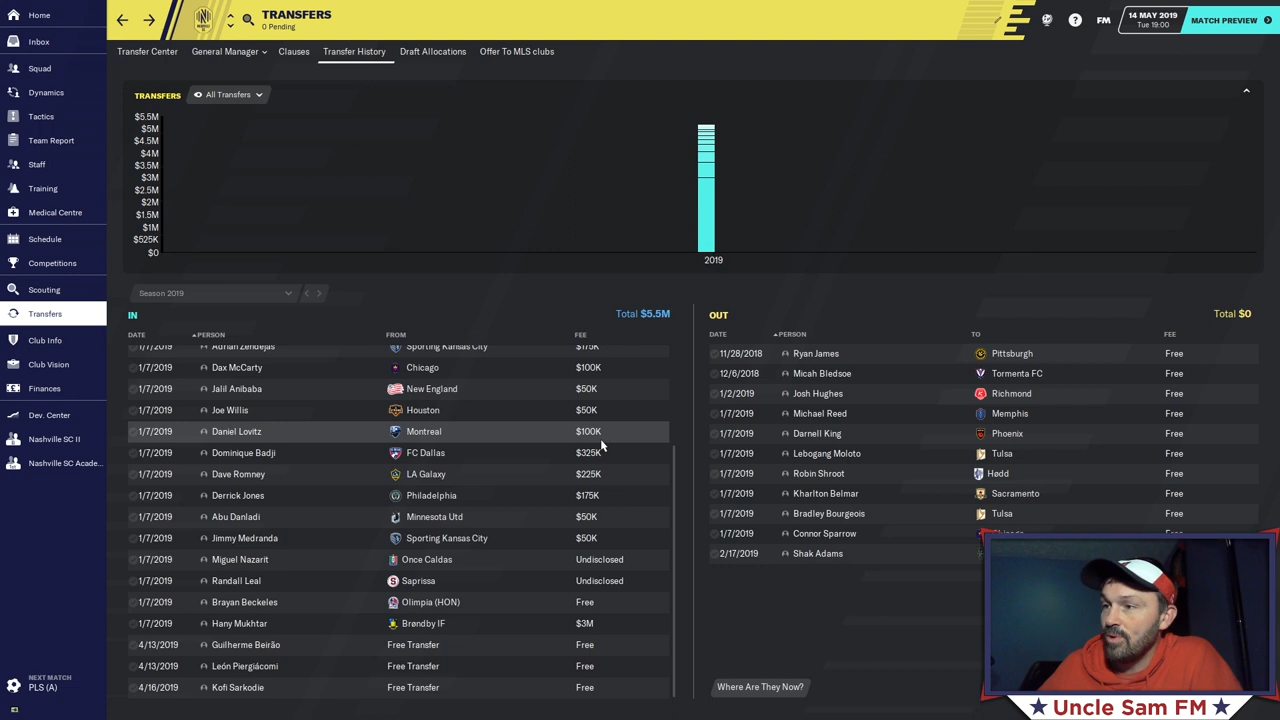 Home
Inbox
Squad
Dynamics
Tactics
Team Report
Staff
Training
Medical Centre
Schedule
Competitions
Scouting
Transfers
Club Info
Club Vision
Finances
Dev. Center
Nashville SC II
Nashville SC Acade...
NEXT MATCH
PLS (A)
TRANSFERS
0 Pending
FM
14 MAY 2019
Tue 19:00
MATCH PREVIEW
Transfer Center General Manager Clauses Transfer History Draft Allocations Offer To MLS clubs
TRANSFERS All Transfers
$5.5M
$5M
$4.5M
$4M
$3.5M
$3M
$2.5M
$2M
$1.5M
$1M
$525K
$0
2019
Season 2019
IN Total $5.5M
DATE PERSON FROM FEE
1/7/2019 Adrian Zendejas Sporting Kansas City $175K
1/7/2019 Dax McCarty Chicago $100K
1/7/2019 Jalil Anibaba New England $50K
1/7/2019 Joe Willis Houston $50K
1/7/2019 Daniel Lovitz Montreal $100K
1/7/2019 Dominique Badji FC Dallas $325K
1/7/2019 Dave Romney LA Galaxy $225K
1/7/2019 Derrick Jones Philadelphia $175K
1/7/2019 Abu Danladi Minnesota Utd $50K
1/7/2019 Jimmy Medranda Sporting Kansas City $50K
1/7/2019 Miguel Nazarit Once Caldas Undisclosed
1/7/2019 Randall Leal Saprissa Undisclosed
1/7/2019 Brayan Beckeles Olimpia (HON) Free
1/7/2019 Hany Mukhtar Brøndby IF $3M
4/13/2019 Guilherme Beirão Free Transfer Free
4/13/2019 León Piergiácomi Free Transfer Free
4/16/2019 Kofi Sarkodie Free Transfer Free
OUT Total $0
DATE PERSON TO FEE
11/28/2018 Ryan James Pittsburgh Free
12/6/2018 Micah Bledsoe Tormenta FC Free
1/2/2019 Josh Hughes Richmond Free
1/7/2019 Michael Reed Memphis Free
1/7/2019 Darnell King Phoenix Free
1/7/2019 Lebogang Moloto Tulsa Free
1/7/2019 Robin Shroot Hødd Free
1/7/2019 Kharlton Belmar Sacramento Free
1/7/2019 Bradley Bourgeois Tulsa Free
1/7/2019 Connor Sparrow Chicago Free
2/17/2019 Shak Adams
Where Are They Now?
Uncle Sam FM